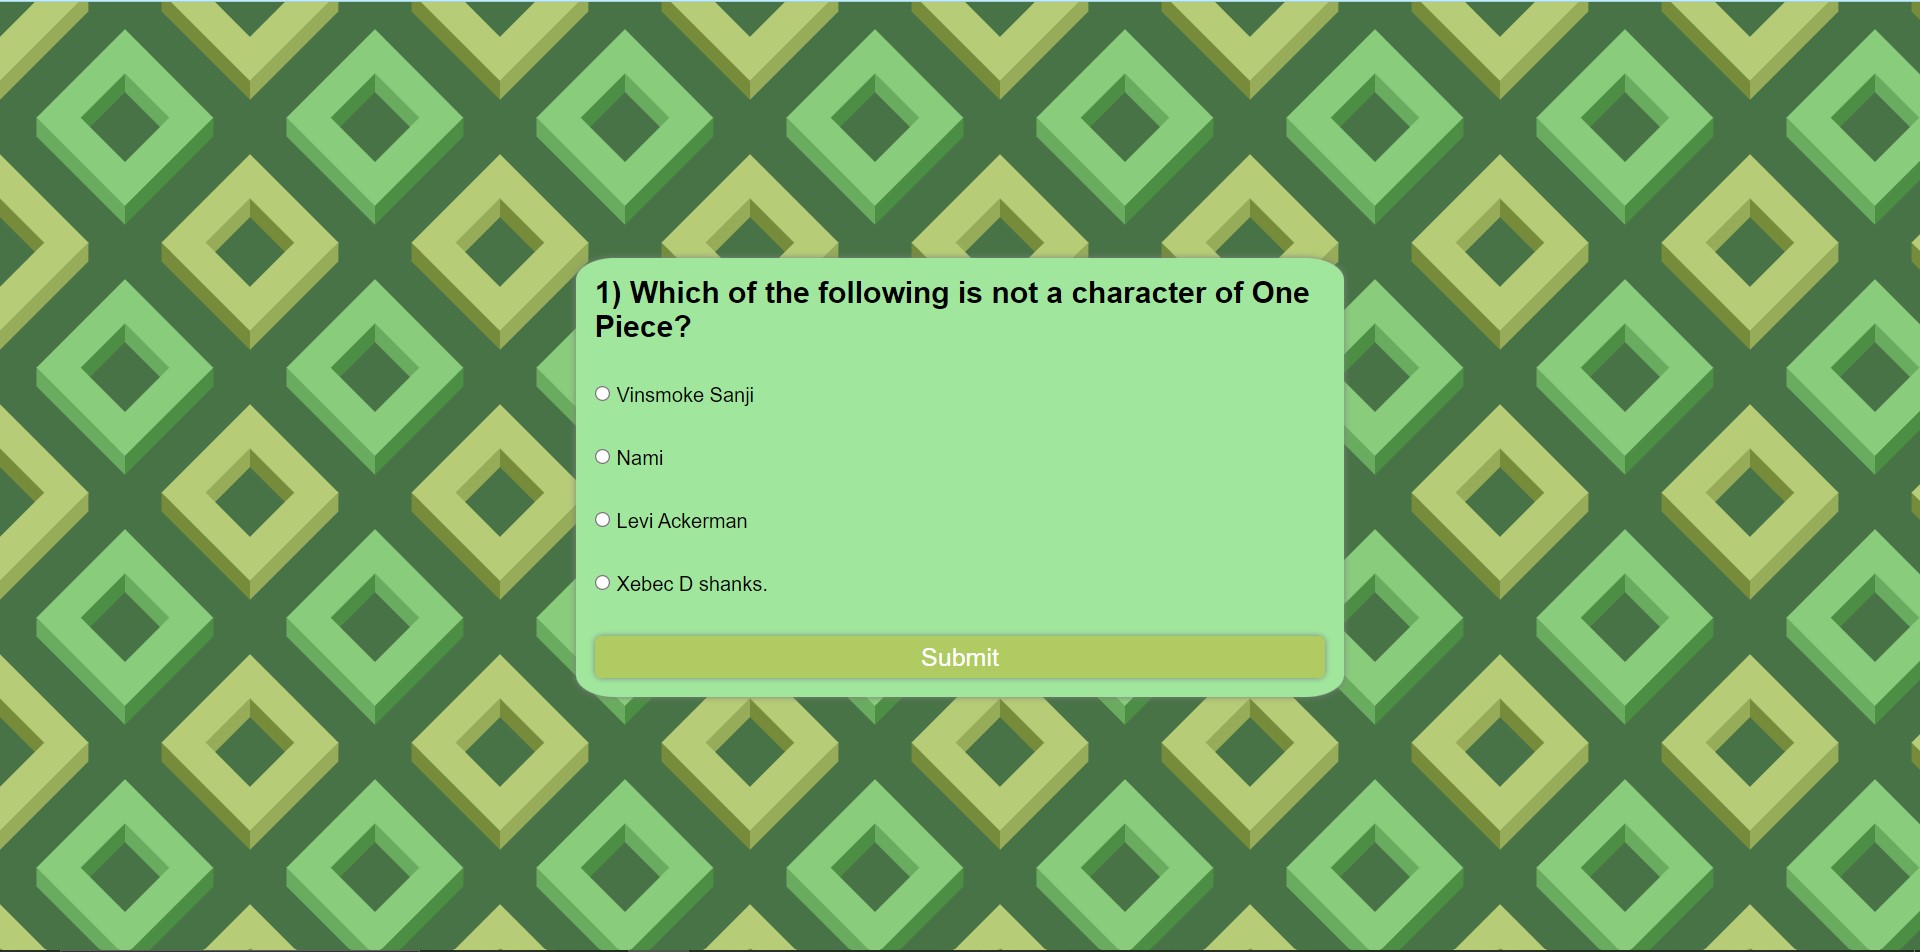 1) Which of the following is not a character of One
Piece?
Vinsmoke Sanji
Nami
Levi Ackerman
Xebec D shanks.
Submit